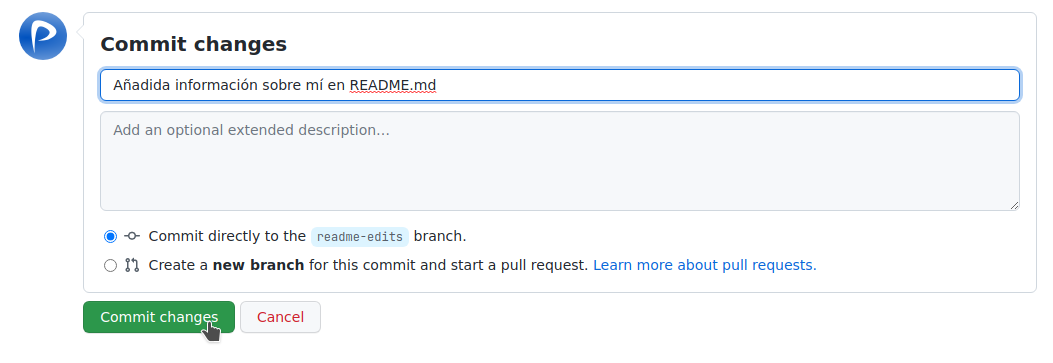 Commit changes
Añadida información sobre mí en README.md
Add an optional extended description…
Commit directly to the readme-edits branch.
Create a new branch for this commit and start a pull request. Learn more about pull requests.
Commit changes Cancel